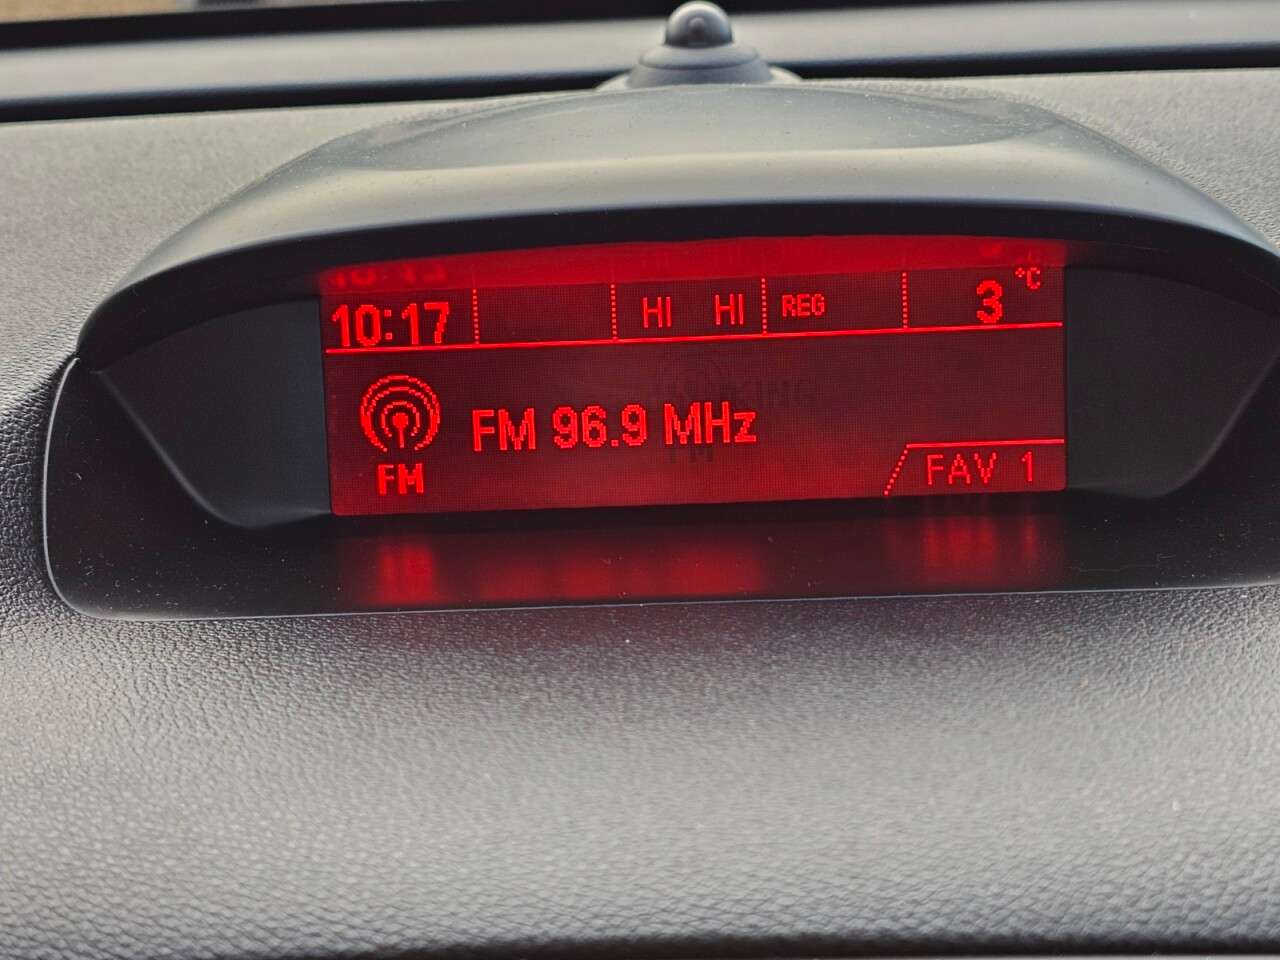 10:17 HI HI REG 3 °C
FM 96.9 MHz
FM
FAV 1